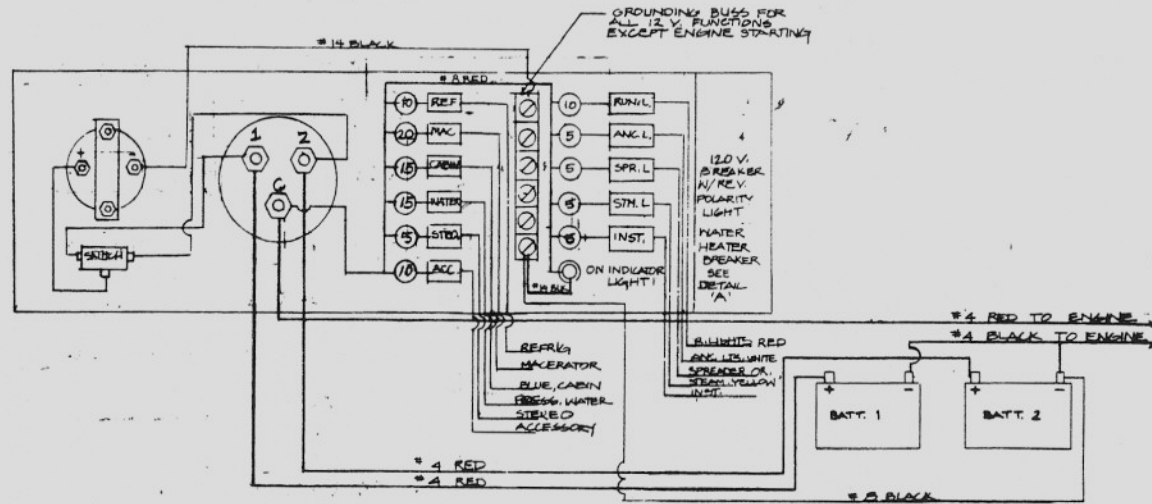 GROUNDING BUSS FOR
ALL 12 V. FUNCTIONS
EXCEPT ENGINE STARTING
#14 BLACK
#8 RED
+
-
SWITCH
1
2
C
10 REF
20 MAC.
15 CABIN
15 WATER
5 STEO
10 ACC
10 RUN.L.
5 ANC.L.
5 SPR.L
5 STM.L
INST.
ON INDICATOR
LIGHT
120 V.
BREAKER
W/REV.
POLARITY
LIGHT
WATER
HEATER
BREAKER
SEE
DETAIL
'A'
#4 RED TO ENGINE
#4 BLACK TO ENGINE
REFRIG
MACERATOR
BLUE, CABIN
PRESS. WATER
STEREO
ACCESSORY
R.LIGHTS RED
ANC. LTS. WHITE
SPREADER OR.
STEAM. YELLOW
INST.
+ -
BATT. 1
+ -
BATT. 2
#4 RED
#4 RED
# 8 BLACK